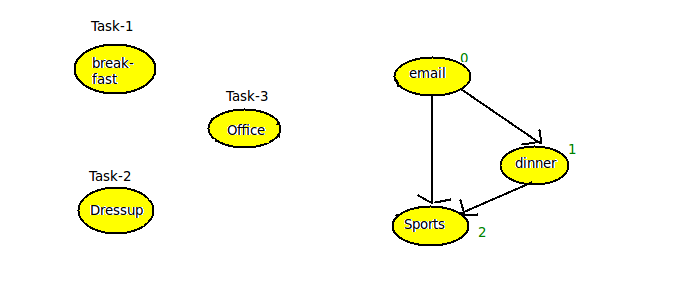 Task-1
break-
fast
Task-3
Office
Task-2
Dressup
0
email
1
dinner
Sports
2